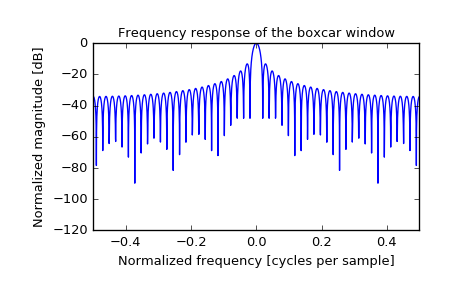 Frequency response of the boxcar window
Normalized magnitude [dB]
0
−20
−40
−60
−80
−100
−120
−0.4 −0.2 0.0 0.2 0.4
Normalized frequency [cycles per sample]